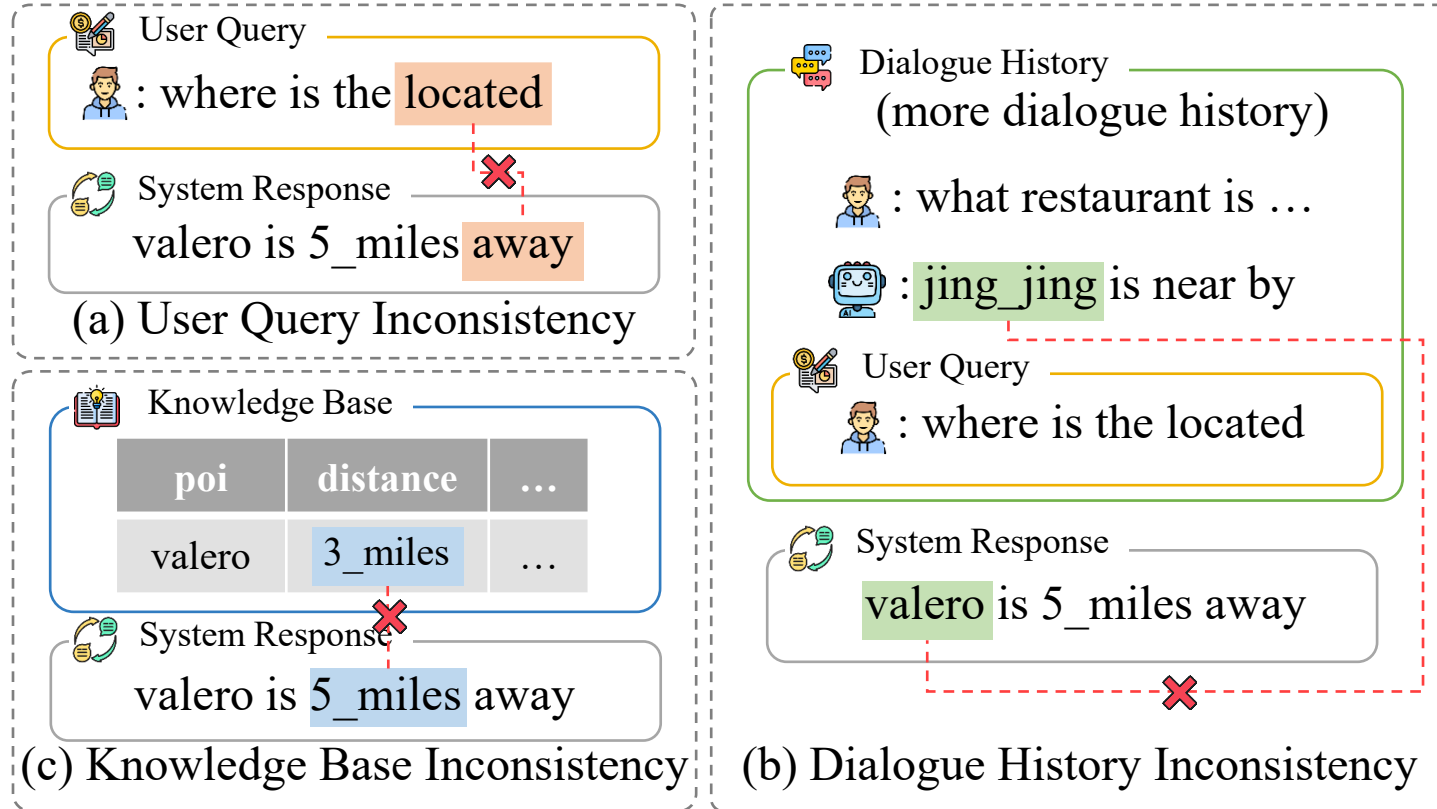 User Query
: where is the located
System Response
valero is 5_miles away
(a) User Query Inconsistency
Knowledge Base
poi distance ...
valero 3_miles ...
System Response
valero is 5_miles away
(c) Knowledge Base Inconsistency
Dialogue History
(more dialogue history)
: what restaurant is ...
AI
: jing_jing is near by
User Query
: where is the located
System Response
valero is 5_miles away
(b) Dialogue History Inconsistency